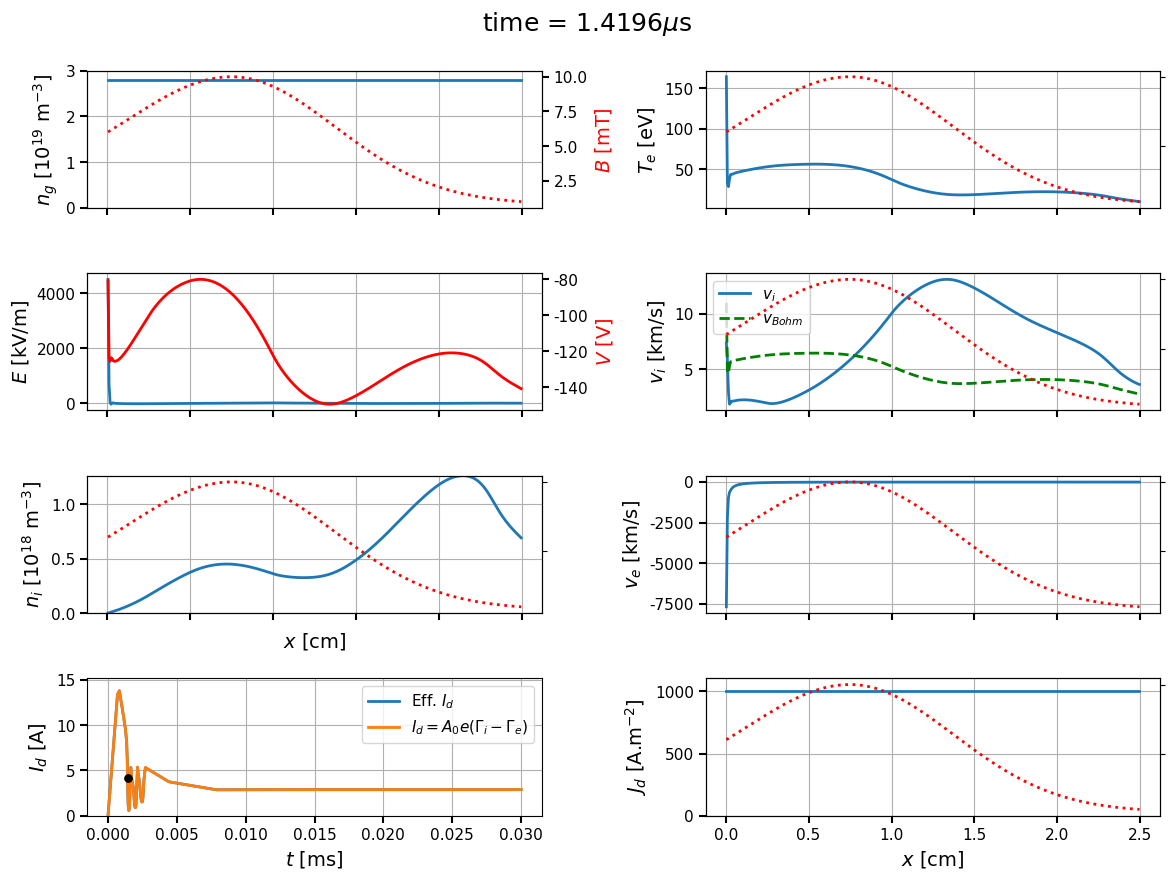 time = 1.4196μs
3
2
1
0
n_g [10^19 m^−3]
10.0
7.5
5.0
2.5
B [mT]
150
100
50
T_e [eV]
4000
2000
0
E [kV/m]
-80
-100
-120
-140
V [V]
10
5
v_i [km/s]
v_i
v_Bohm
1.0
0.5
0.0
n_i [10^18 m^−3]
x [cm]
0
-2500
-5000
-7500
v_e [km/s]
15
10
5
0
I_d [A]
Eff. I_d
I_d = A_0e(Γ_i − Γ_e)
0.000 0.005 0.010 0.015 0.020 0.025 0.030
t [ms]
1000
500
0
J_d [A.m^−2]
0.0 0.5 1.0 1.5 2.0 2.5
x [cm]